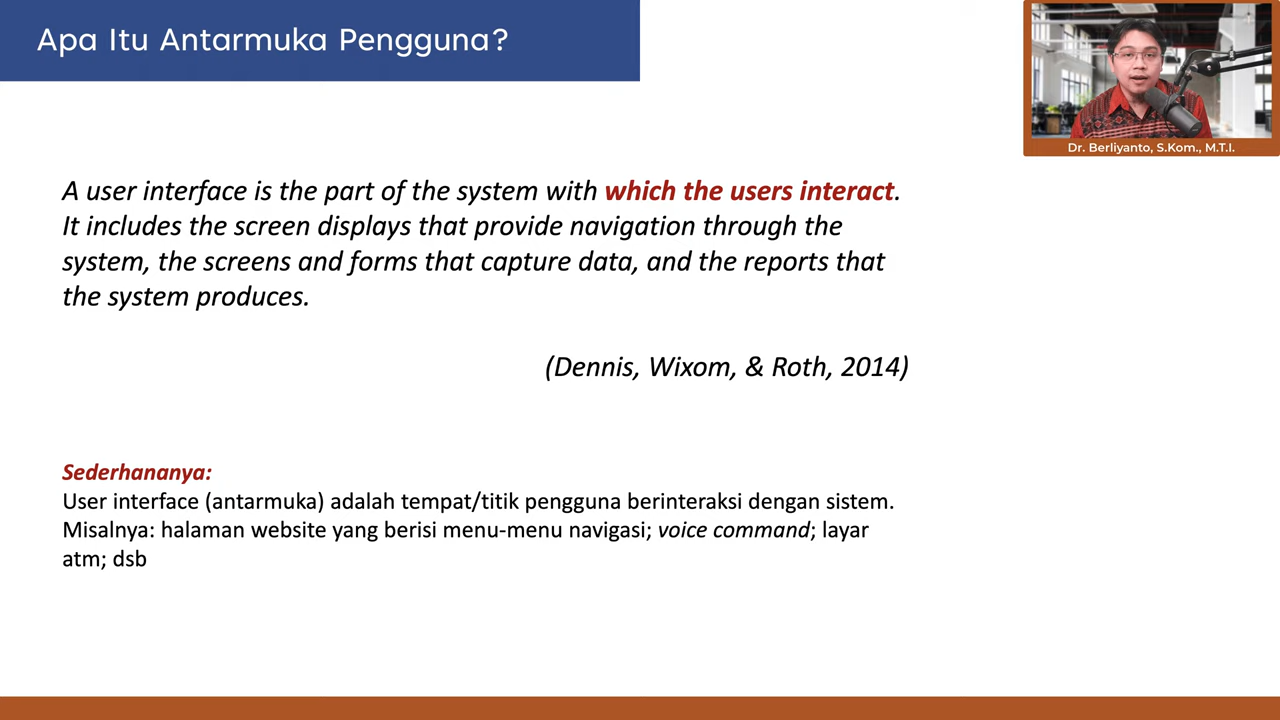 Apa Itu Antarmuka Pengguna?
Dr. Berliyanto, S.Kom., M.T.I.
A user interface is the part of the system with which the users interact.
It includes the screen displays that provide navigation through the
system, the screens and forms that capture data, and the reports that
the system produces.
(Dennis, Wixom, & Roth, 2014)
Sederhananya:
User interface (antarmuka) adalah tempat/titik pengguna berinteraksi dengan sistem.
Misalnya: halaman website yang berisi menu-menu navigasi; voice command; layar
atm; dsb